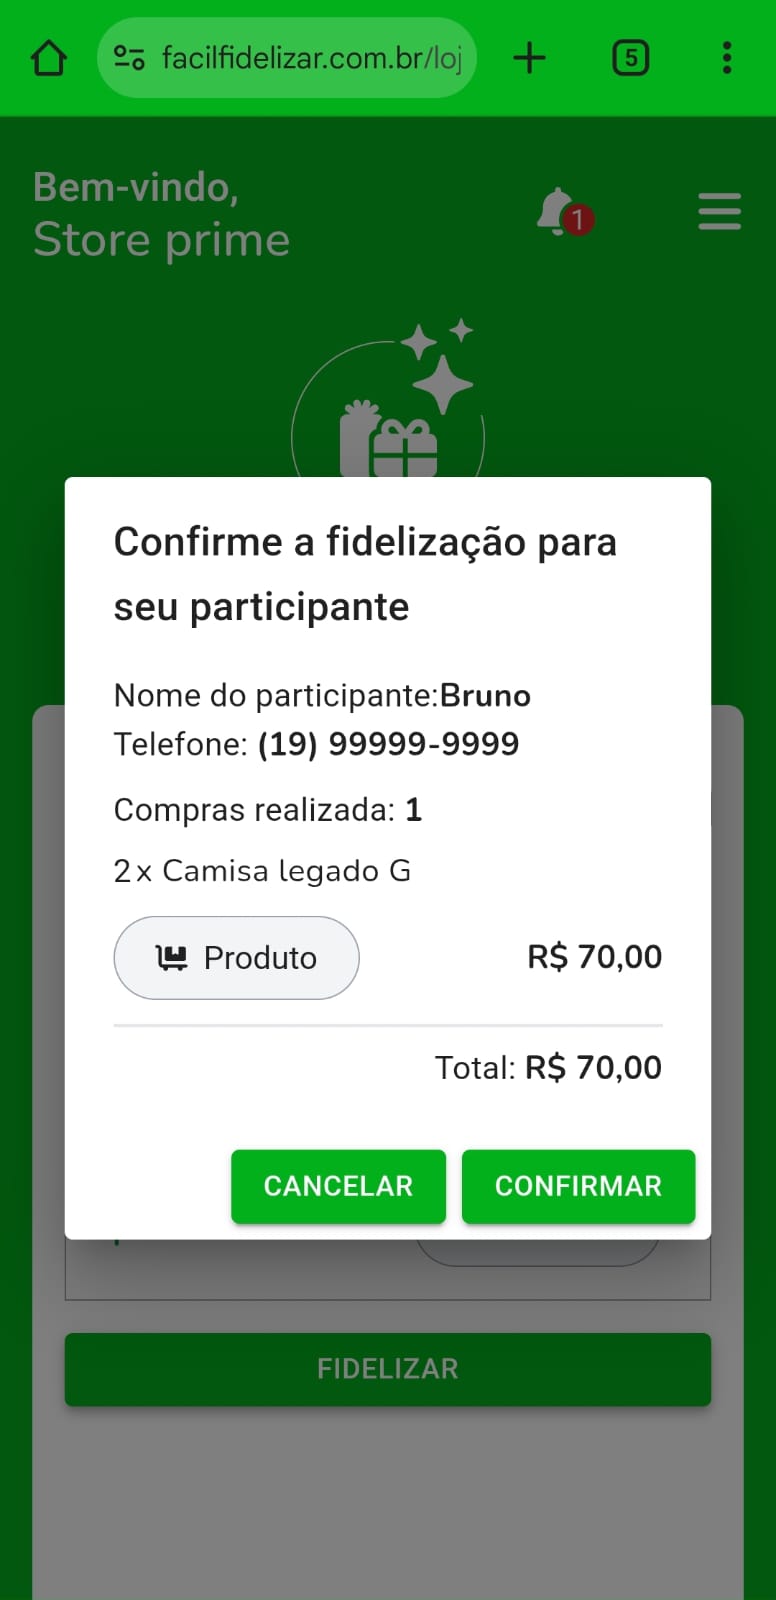 facilfidelizar.com.br/loj
5
Bem-vindo,
Store prime
1
Confirme a fidelização para
seu participante
Nome do participante:Bruno
Telefone: (19) 99999-9999
Compras realizada: 1
2x Camisa legado G
Produto
R$ 70,00
Total: R$ 70,00
CANCELAR
CONFIRMAR
FIDELIZAR